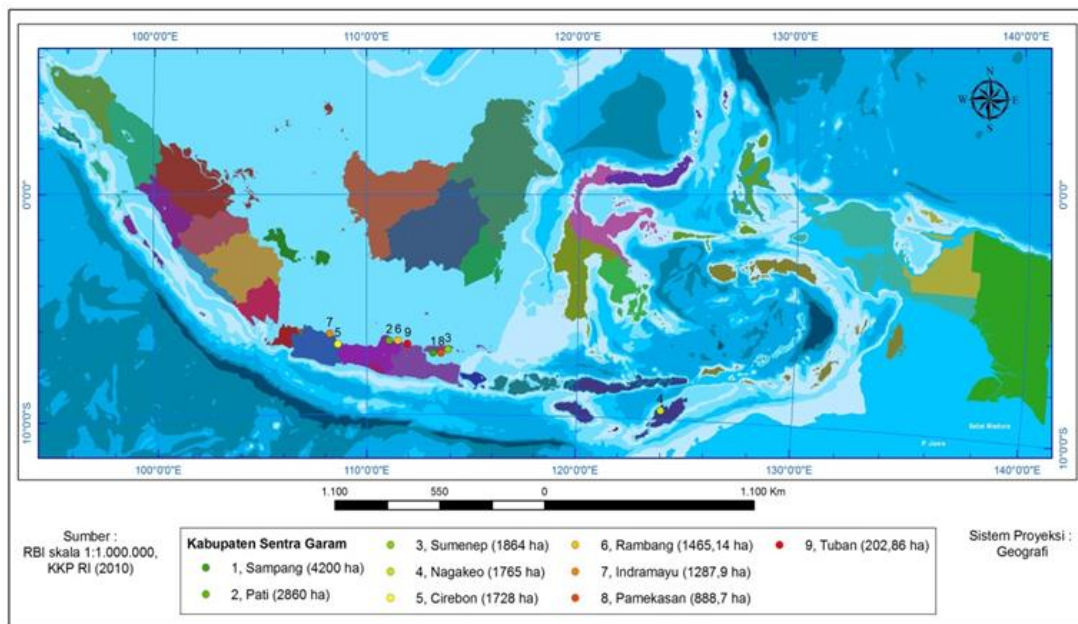 100°0'0"E 110°0'0"E 120°0'0"E 130°0'0"E 140°0'0"E
N
W E
S
0°0'0" 0°0'0"
7 2 6 3
5 9 18
4
Selat Madura
P. Jawa
10°0'0"S 10°0'0"S
100°0'0"E 110°0'0"E 120°0'0"E 130°0'0"E 140°0'0"E
1.100 550 0 1.100 Km
Sumber :
RBI skala 1:1.000.000,
KKP RI (2010)
Kabupaten Sentra Garam
1, Sampang (4200 ha)
2, Pati (2860 ha)
3, Sumenep (1864 ha)
4, Nagakeo (1765 ha)
5, Cirebon (1728 ha)
6, Rambang (1465,14 ha)
7, Indramayu (1287,9 ha)
8, Pamekasan (888,7 ha)
9, Tuban (202,86 ha)
Sistem Proyeksi :
Geografi